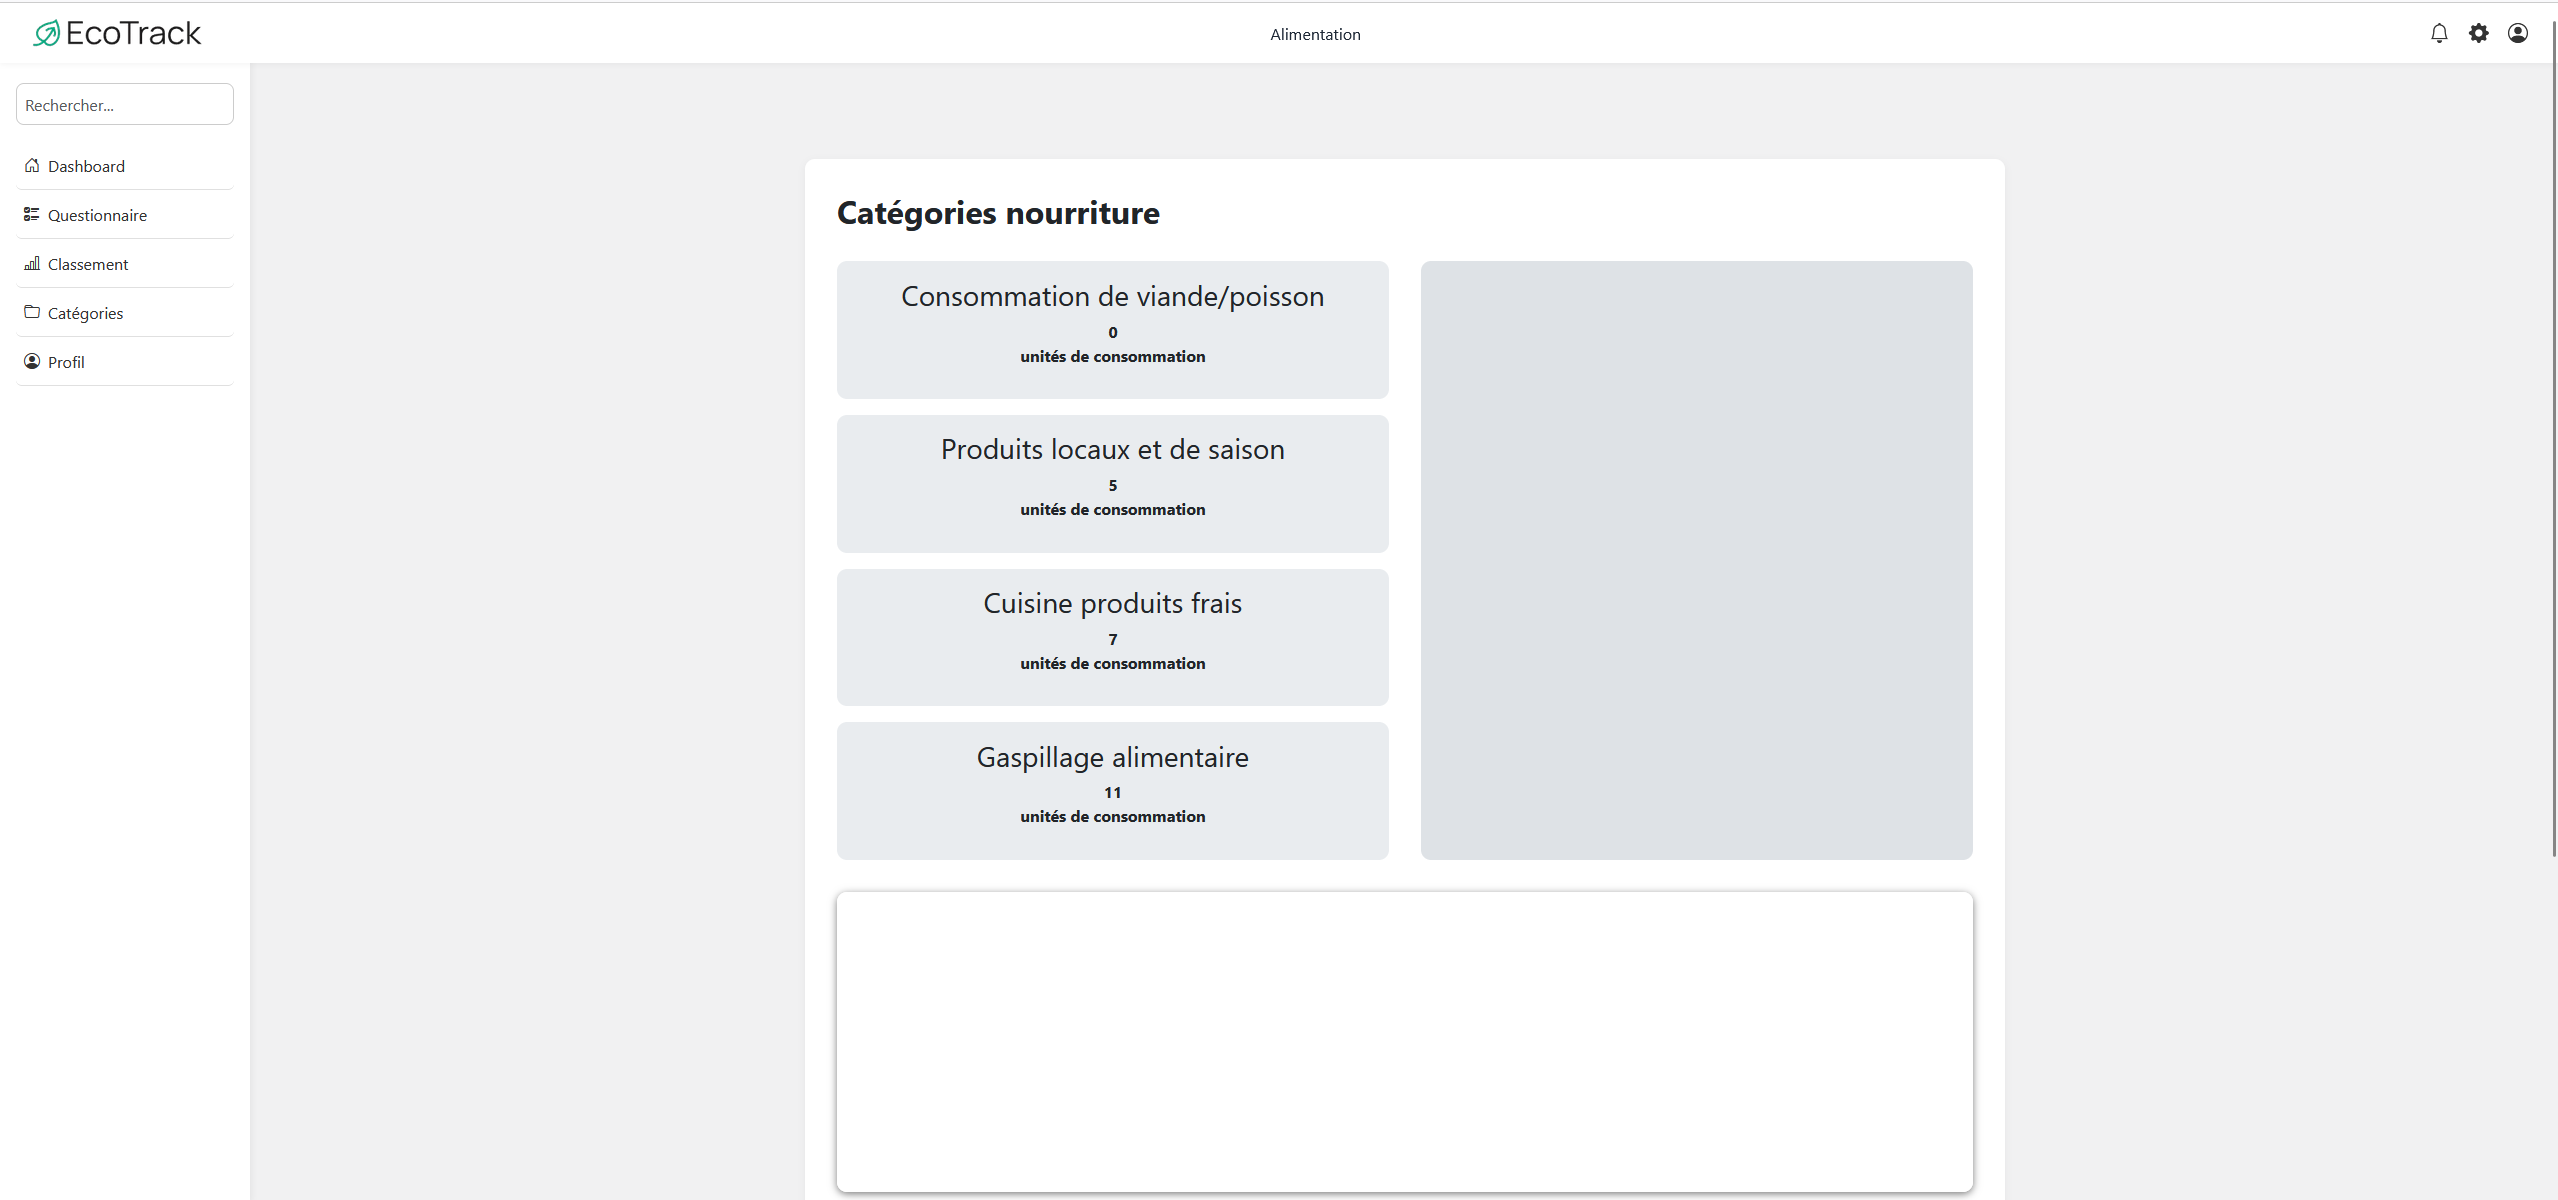 EcoTrack
Alimentation
Rechercher...
Dashboard
Questionnaire
Classement
Catégories
Profil
Catégories nourriture
Consommation de viande/poisson
0
unités de consommation
Produits locaux et de saison
5
unités de consommation
Cuisine produits frais
7
unités de consommation
Gaspillage alimentaire
11
unités de consommation